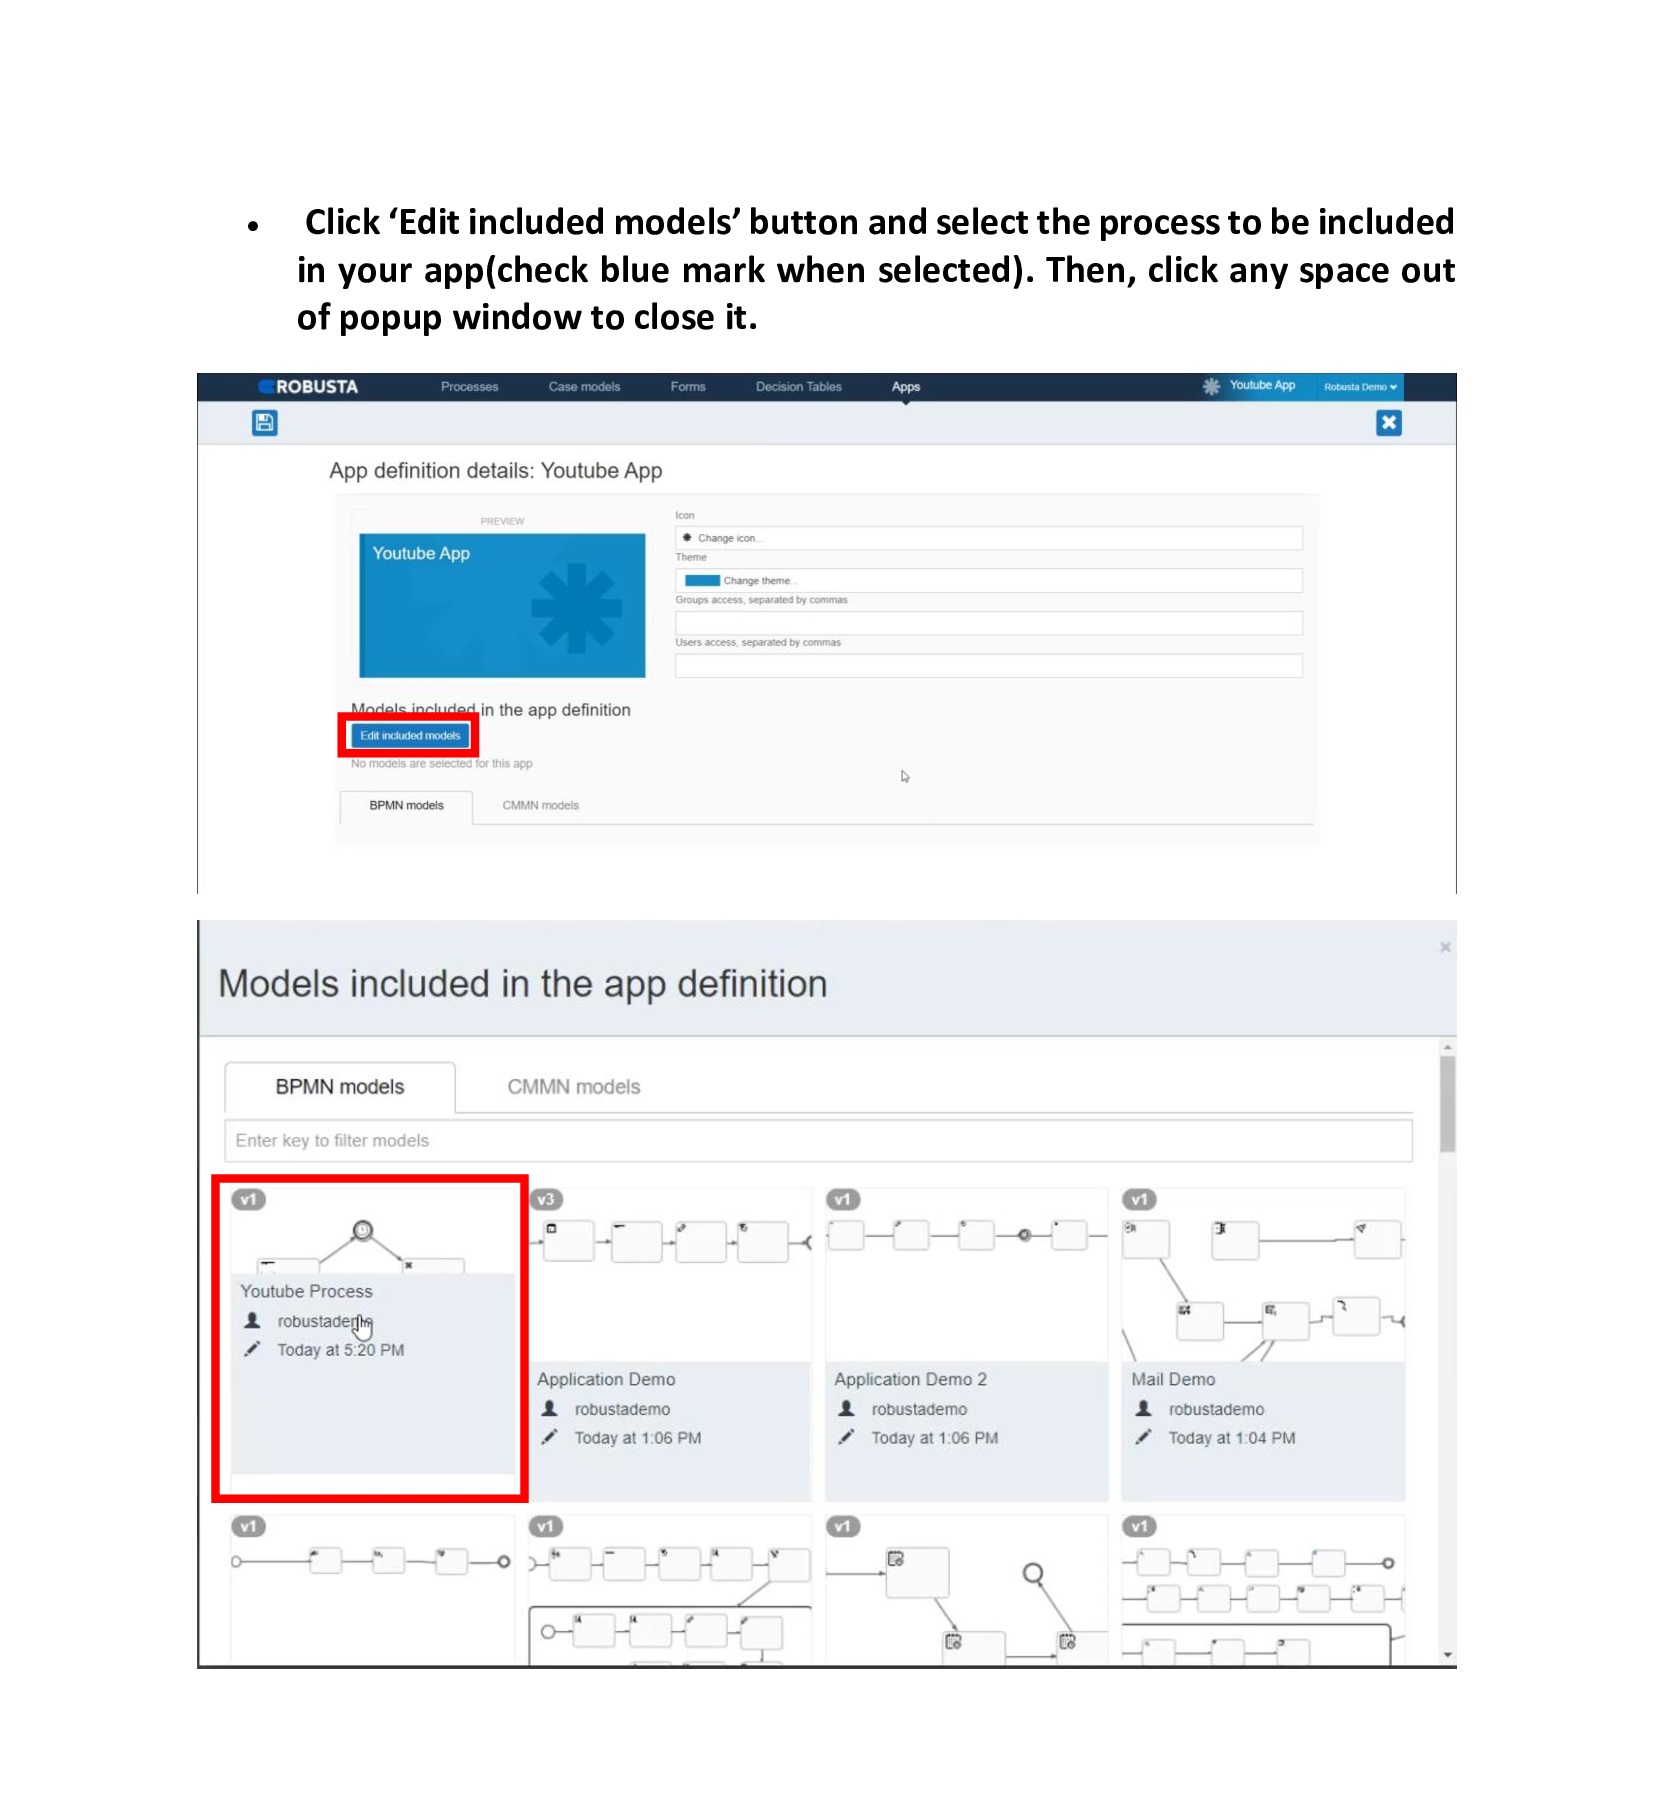 • Click ‘Edit included models’ button and select the process to be included
in your app(check blue mark when selected). Then, click any space out
of popup window to close it.
ROBUSTA Processes Case models Forms Decision Tables Apps Youtube App Robusta Demo
App definition details: Youtube App
PREVIEW
Youtube App
Icon
Change icon...
Theme
Change theme...
Groups access, separated by commas
Users access, separated by commas
Models included in the app definition
Edit included models
No models are selected for this app
BPMN models CMMN models
Models included in the app definition
×
BPMN models CMMN models
Enter key to filter models
v1 v3 v1 v1
Youtube Process
robustademo
Today at 5:20 PM
Application Demo
robustademo
Today at 1:06 PM
Application Demo 2
robustademo
Today at 1:06 PM
Mail Demo
robustademo
Today at 1:04 PM
v1 v1 v1 v1